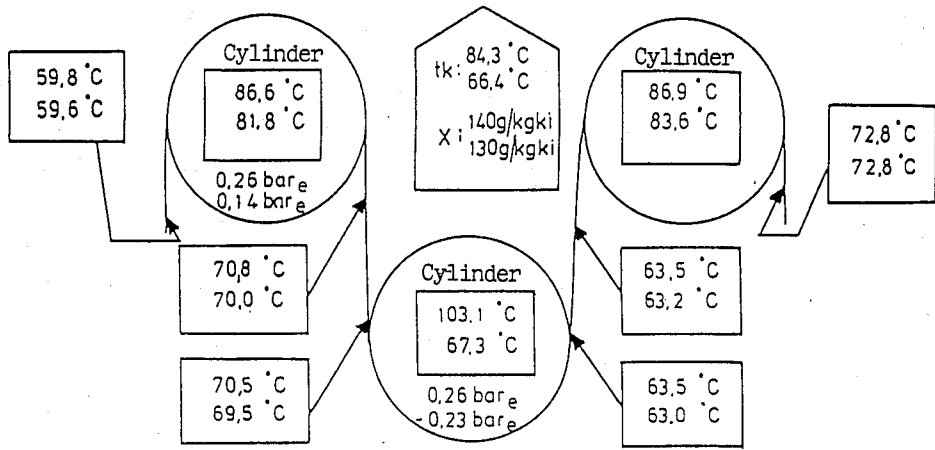 59,8 °C
59,6 °C
Cylinder
86,6 °C
81,8 °C
0,26 bare
0,14 bare
tk: 84,3 °C
66,4 °C
Xi 140g/kgki
130g/kgki
Cylinder
86,9 °C
83,6 °C
72,8 °C
72,8 °C
70,8 °C
70,0 °C
Cylinder
103,1 °C
67,3 °C
0,26 bare
-0,23 bare
63,5 °C
63,2 °C
70,5 °C
69,5 °C
63,5 °C
63,0 °C